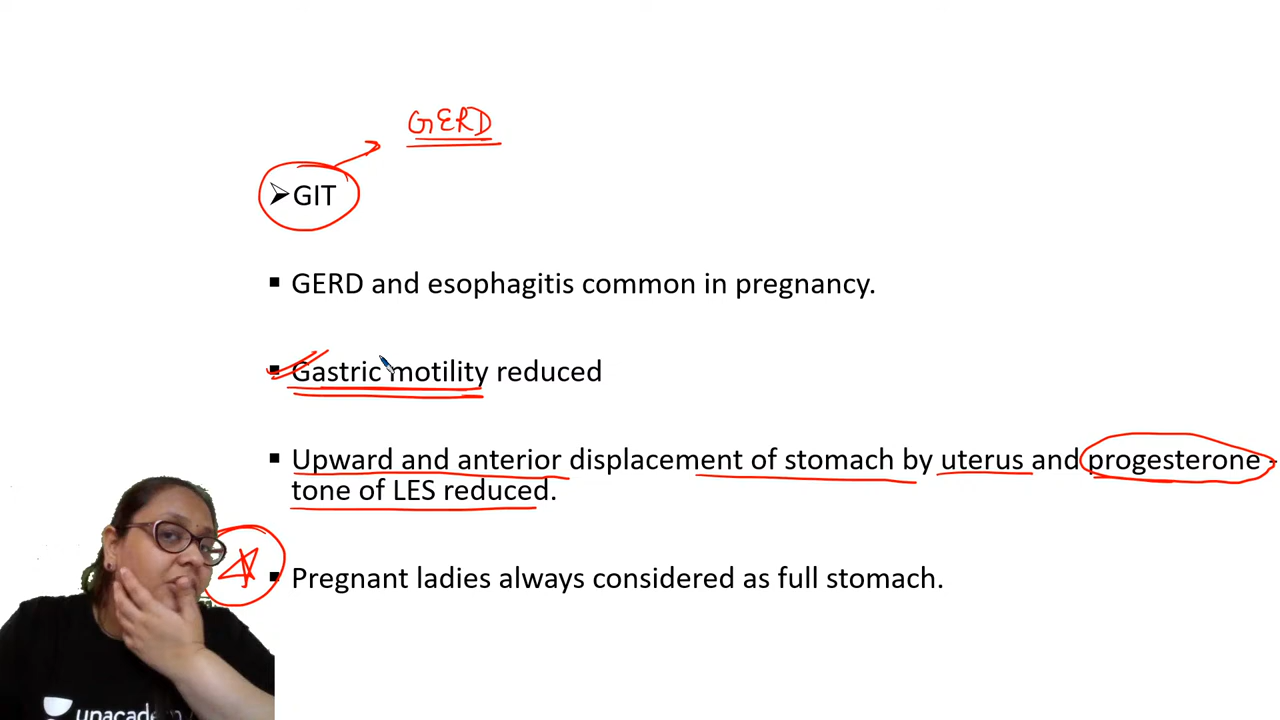 GERD
➢GIT
▪ GERD and esophagitis common in pregnancy.
▪ Gastric motility reduced
▪ Upward and anterior displacement of stomach by uterus and progesterone -
tone of LES reduced.
▪ Pregnant ladies always considered as full stomach.
unacadem